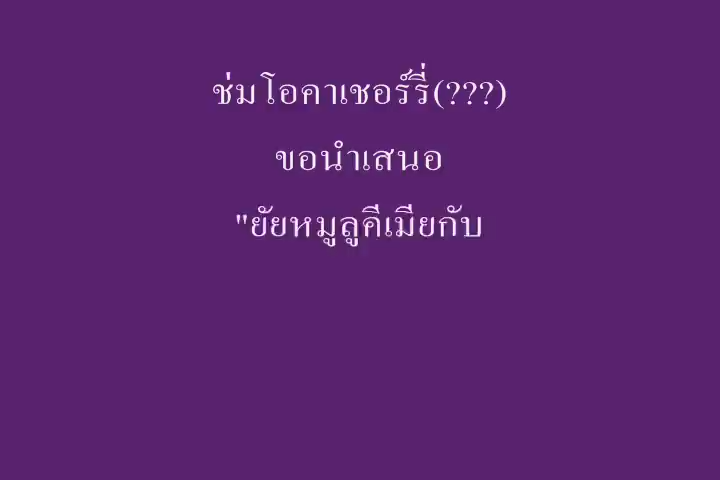 ช่มโอคาเชอร์รี่(???)
ขอนำเสนอ
"ยัยหมูลูคีเมียกับ